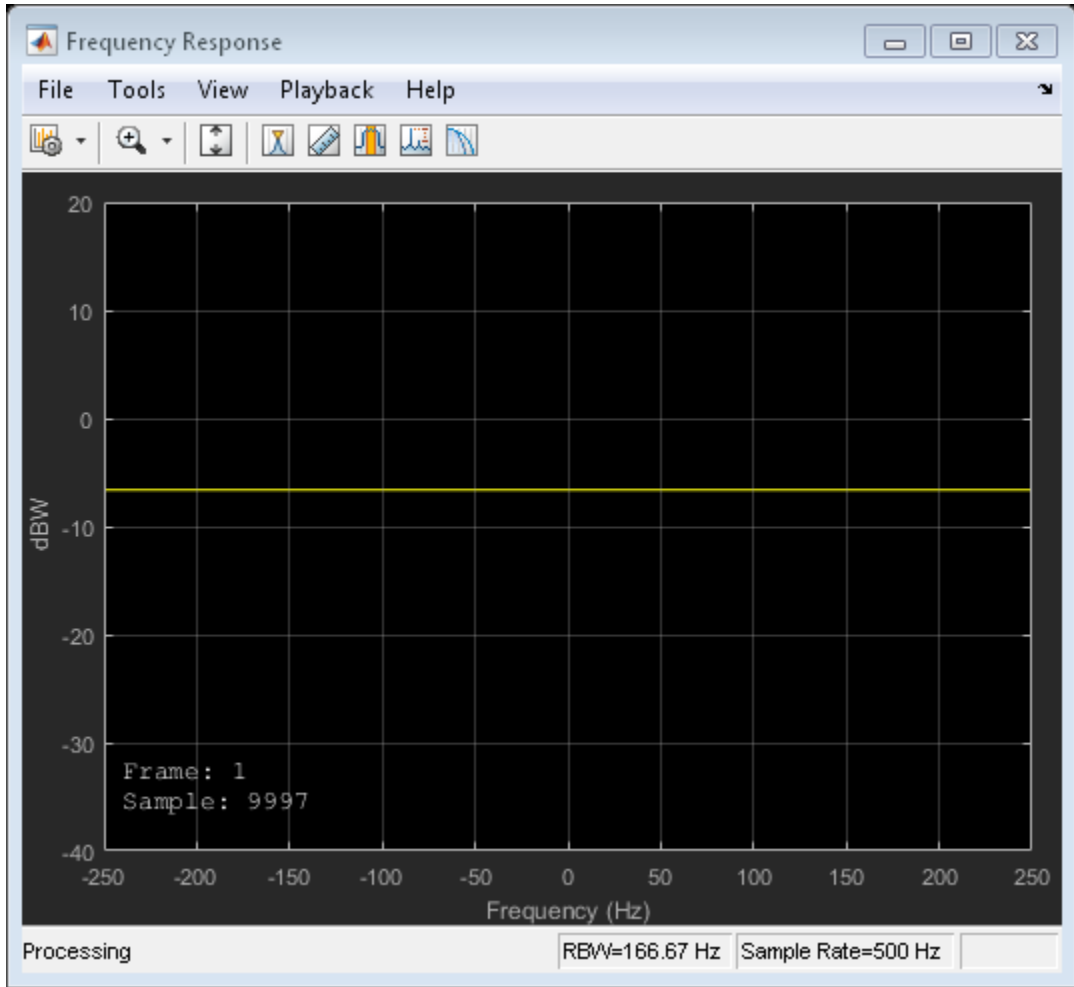 Frequency Response
File Tools View Playback Help
20
10
0
-10
-20
-30
-40
dBW
Frame: 1
Sample: 9997
-250 -200 -150 -100 -50 0 50 100 150 200 250
Frequency (Hz)
Processing RBW=166.67 Hz Sample Rate=500 Hz